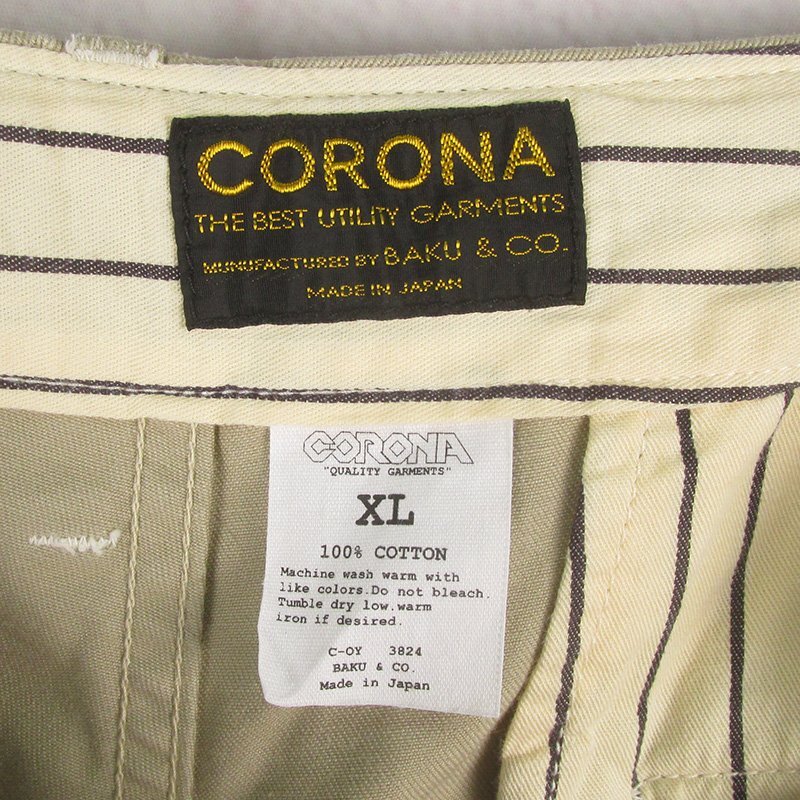 CORONA
THE BEST UTILITY GARMENTS
MUNUFACTURED BY BAKU & CO.
MADE IN JAPAN
CORONA
"QUALITY GARMENTS"
XL
100% COTTON
Machine wash warm with
like colors.Do not bleach.
Tumble dry low.warm
iron if desired.
C-OY 3824
BAKU & CO.
Made in Japan